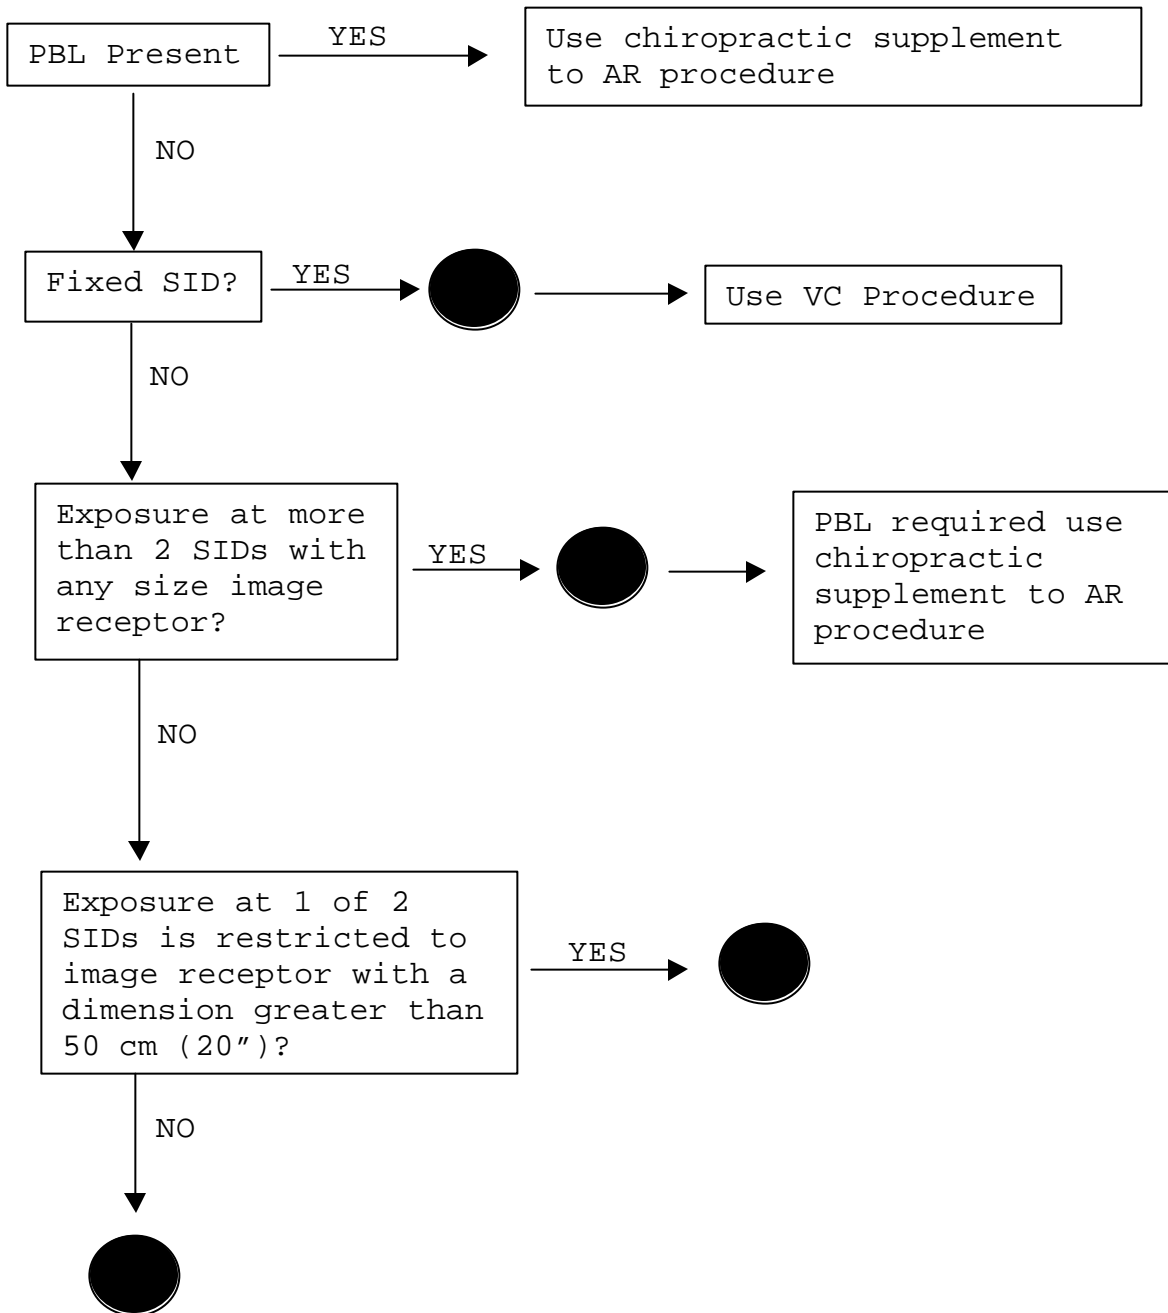 PBL Present
YES
Use chiropractic supplement
to AR procedure
NO
Fixed SID?
YES
Use VC Procedure
NO
Exposure at more
than 2 SIDs with
any size image
receptor?
YES
PBL required use
chiropractic
supplement to AR
procedure
NO
Exposure at 1 of 2
SIDs is restricted to
image receptor with a
dimension greater than
50 cm (20″)?
YES
NO